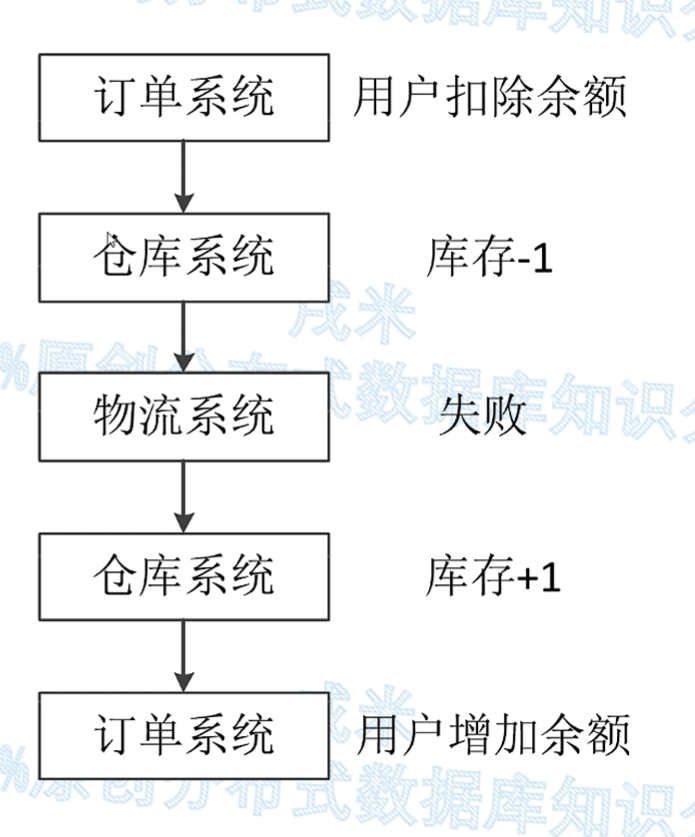 订单系统 用户扣除余额
仓库系统 库存-1
戌米
%原创分布式数据库知识分
物流系统 失败
仓库系统 库存+1
订单系统 用户增加余额
戌米
%原创分布式数据库知识分